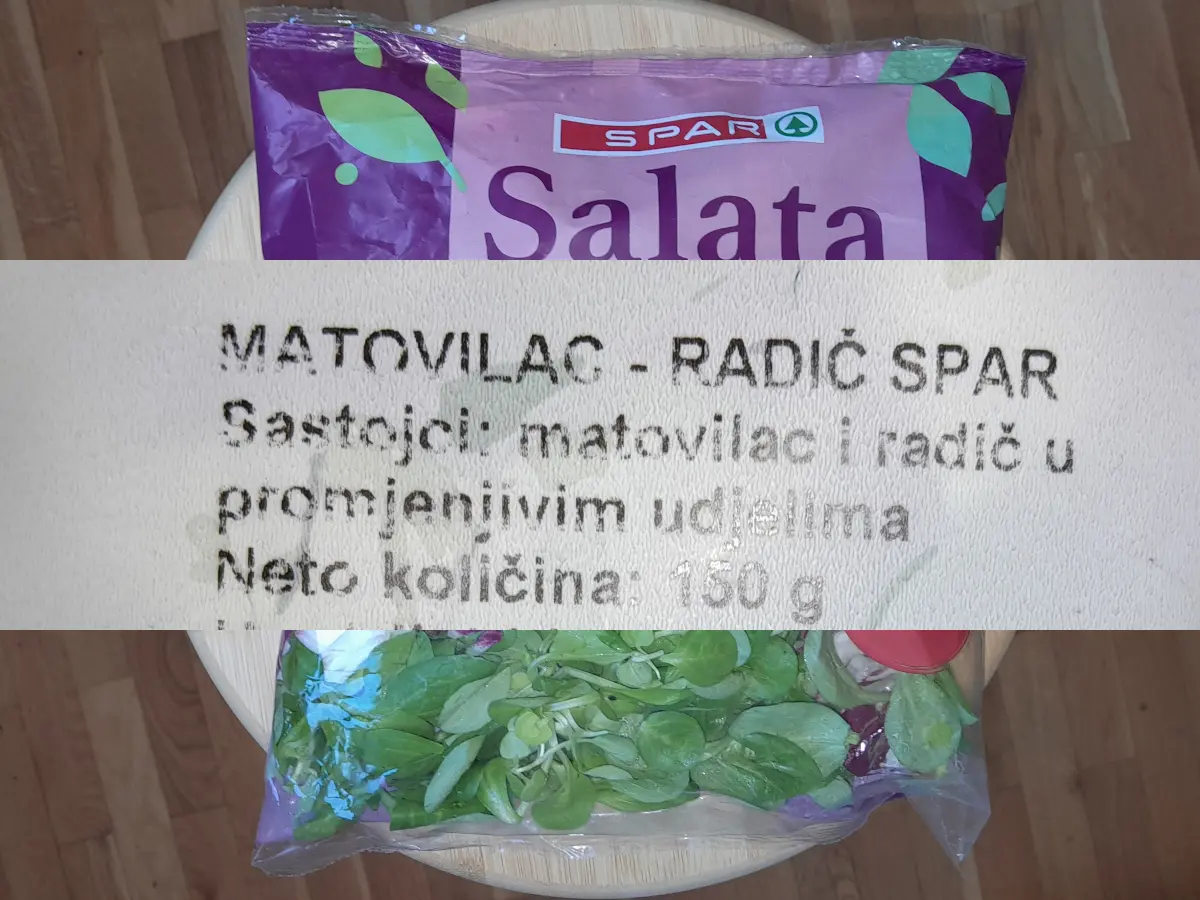 SPAR
Salata
MATOVILAC - RADIČ SPAR
Sastojci: matovilac i radič u
promjenjivim udjelima
Neto količina: 150 g